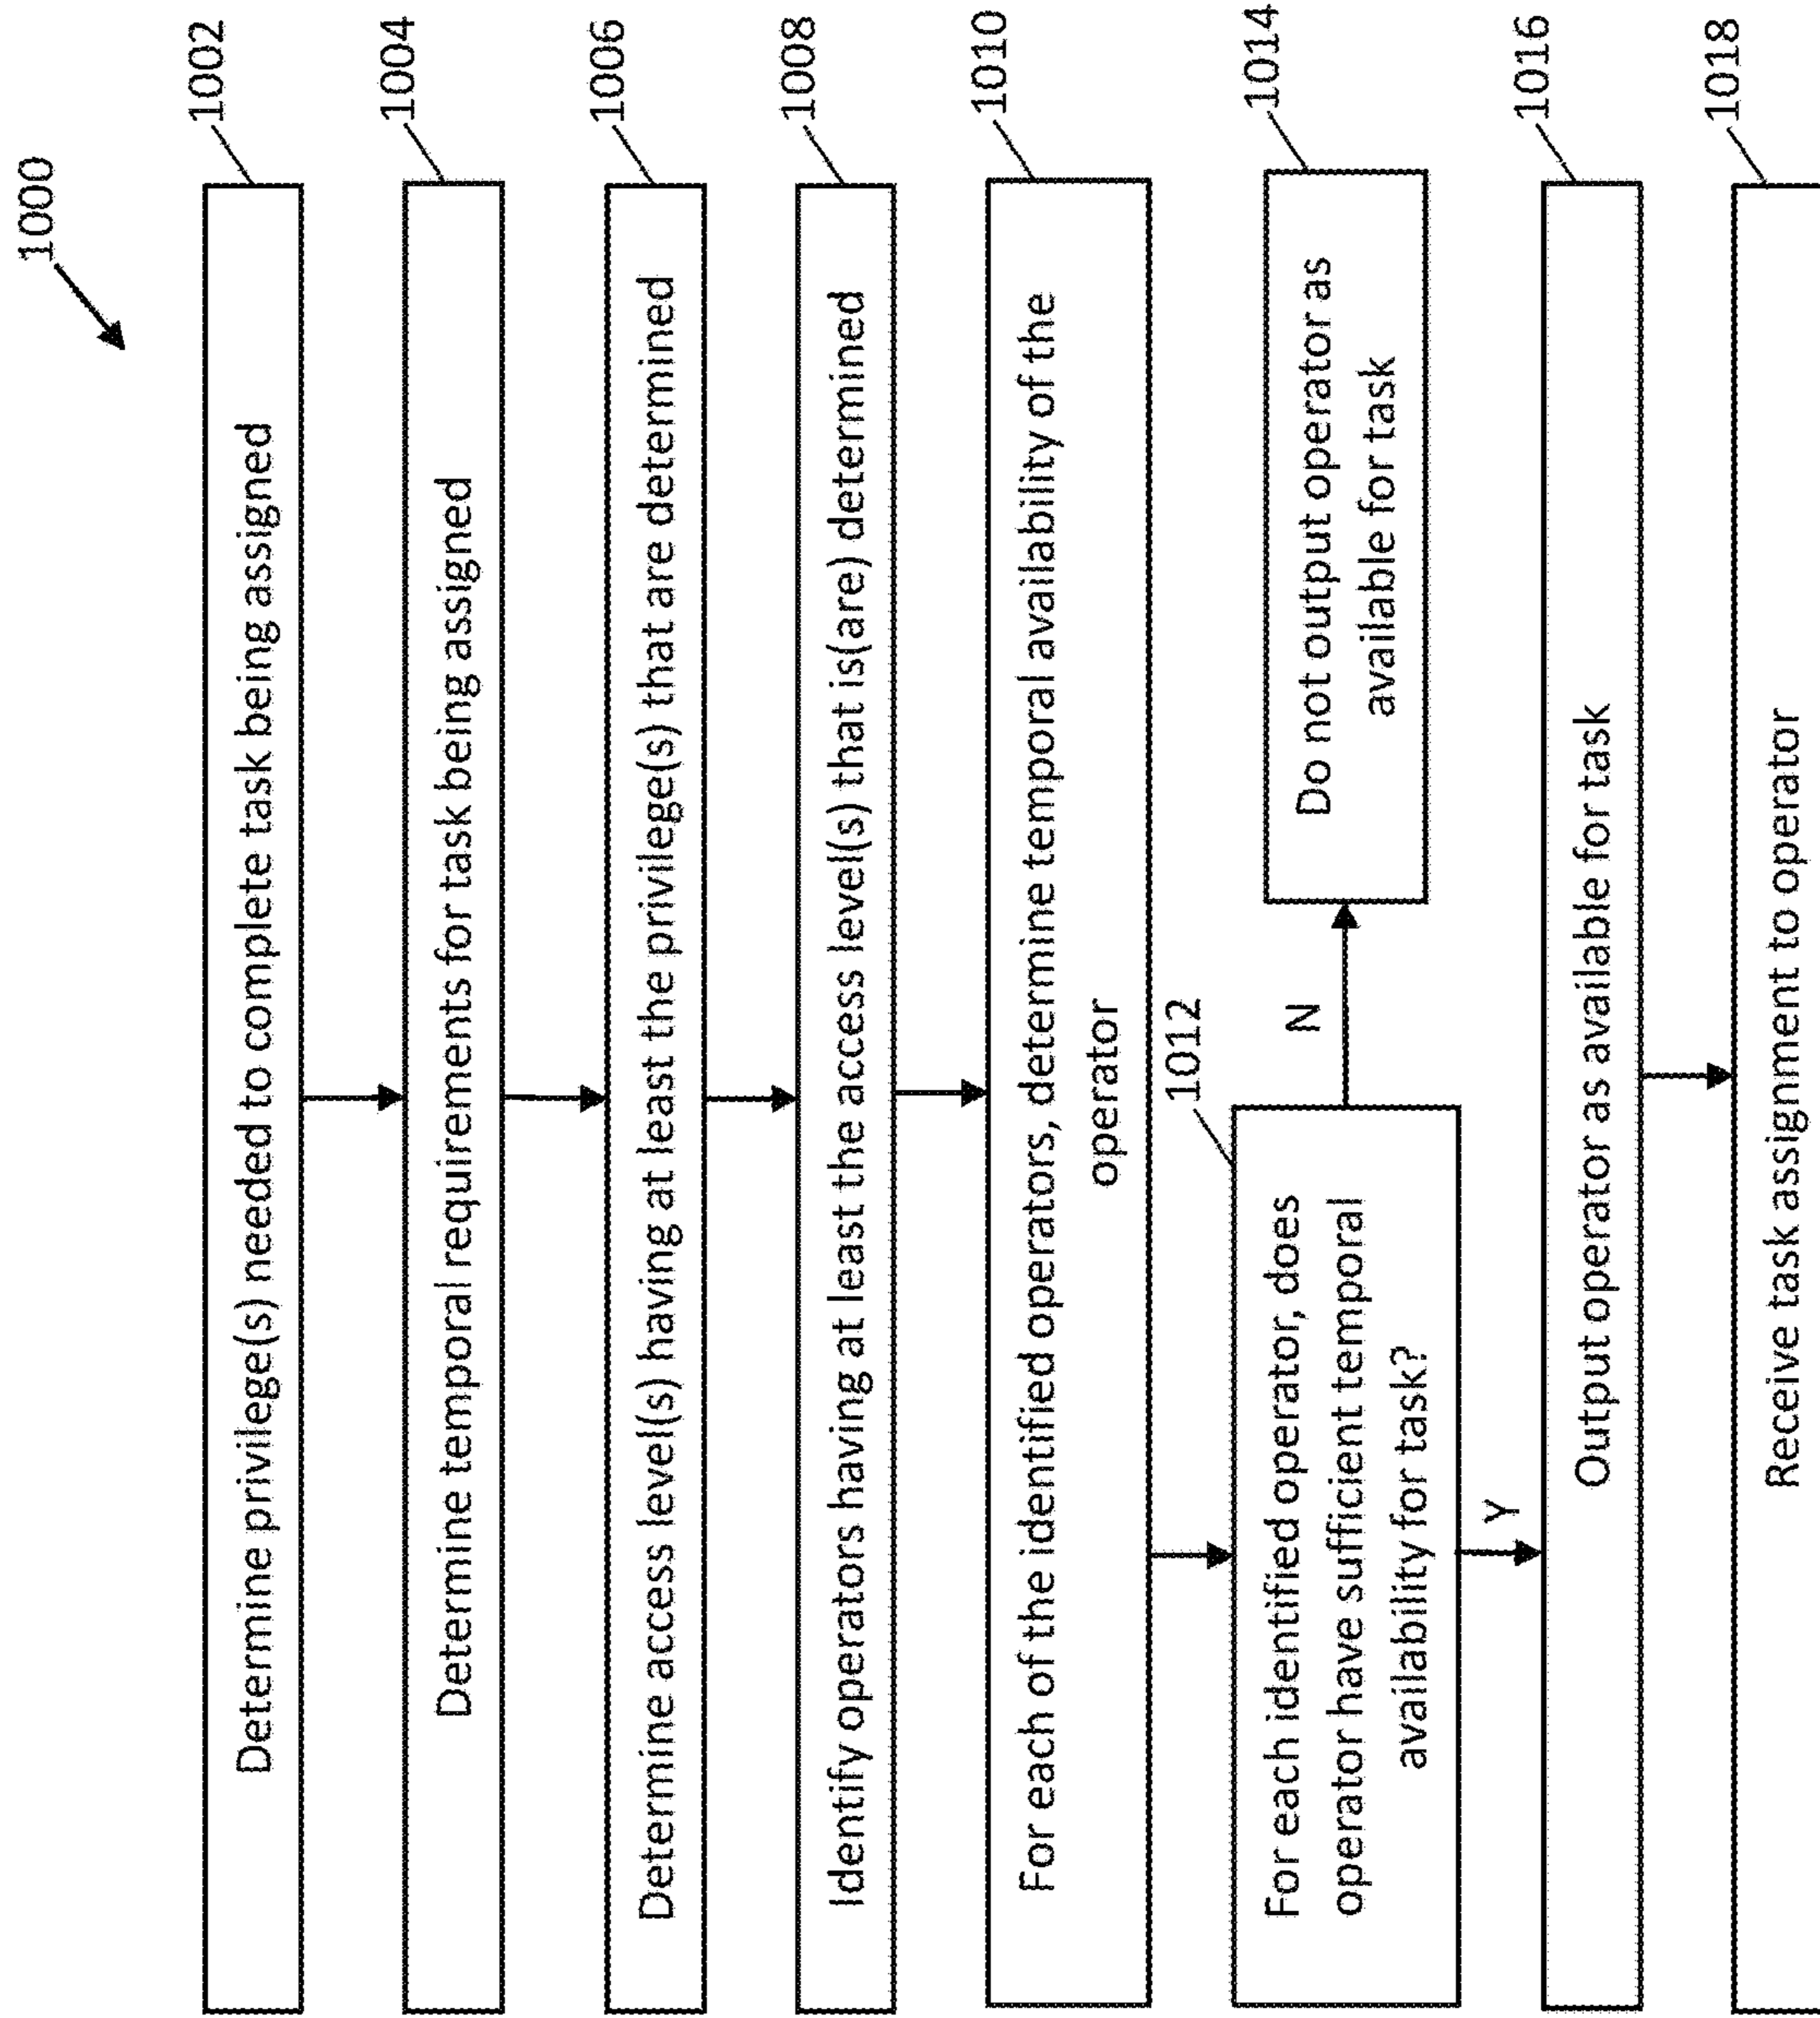 1000
1002
Determine privilege(s) needed to complete task being assigned
1004
Determine temporal requirements for task being assigned
1006
Determine access level(s) having at least the privilege(s) that are determined
1008
Identify operators having at least the access level(s) that is(are) determined
1010
For each of the identified operators, determine temporal availability of the
operator
1012
For each identified operator, does
operator have sufficient temporal
availability for task?
N
1014
Do not output operator as
available for task
Y
1016
Output operator as available for task
1018
Receive task assignment to operator